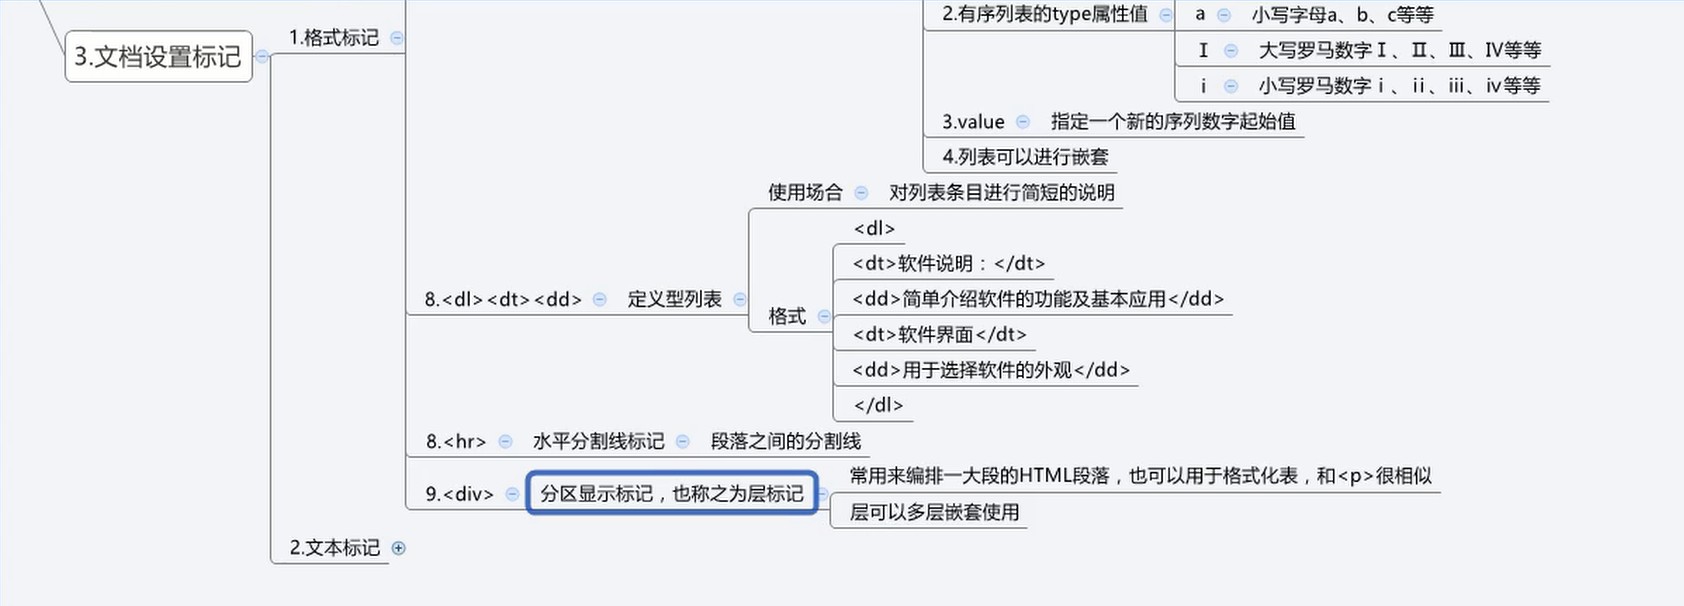 3.文档设置标记
1.格式标记
2.有序列表的type属性值
a
小写字母a、b、c等等
I
大写罗马数字Ⅰ、Ⅱ、Ⅲ、Ⅳ等等
i
小写罗马数字ⅰ、ⅱ、ⅲ、ⅳ等等
3.value
指定一个新的序列数字起始值
4.列表可以进行嵌套
8.<dl><dt><dd>
定义型列表
使用场合
对列表条目进行简短的说明
格式
<dl>
<dt>软件说明：</dt>
<dd>简单介绍软件的功能及基本应用</dd>
<dt>软件界面</dt>
<dd>用于选择软件的外观</dd>
</dl>
8.<hr>
水平分割线标记
段落之间的分割线
9.<div>
分区显示标记，也称之为层标记
常用来编排一大段的HTML段落，也可以用于格式化表，和<p>很相似
层可以多层嵌套使用
2.文本标记